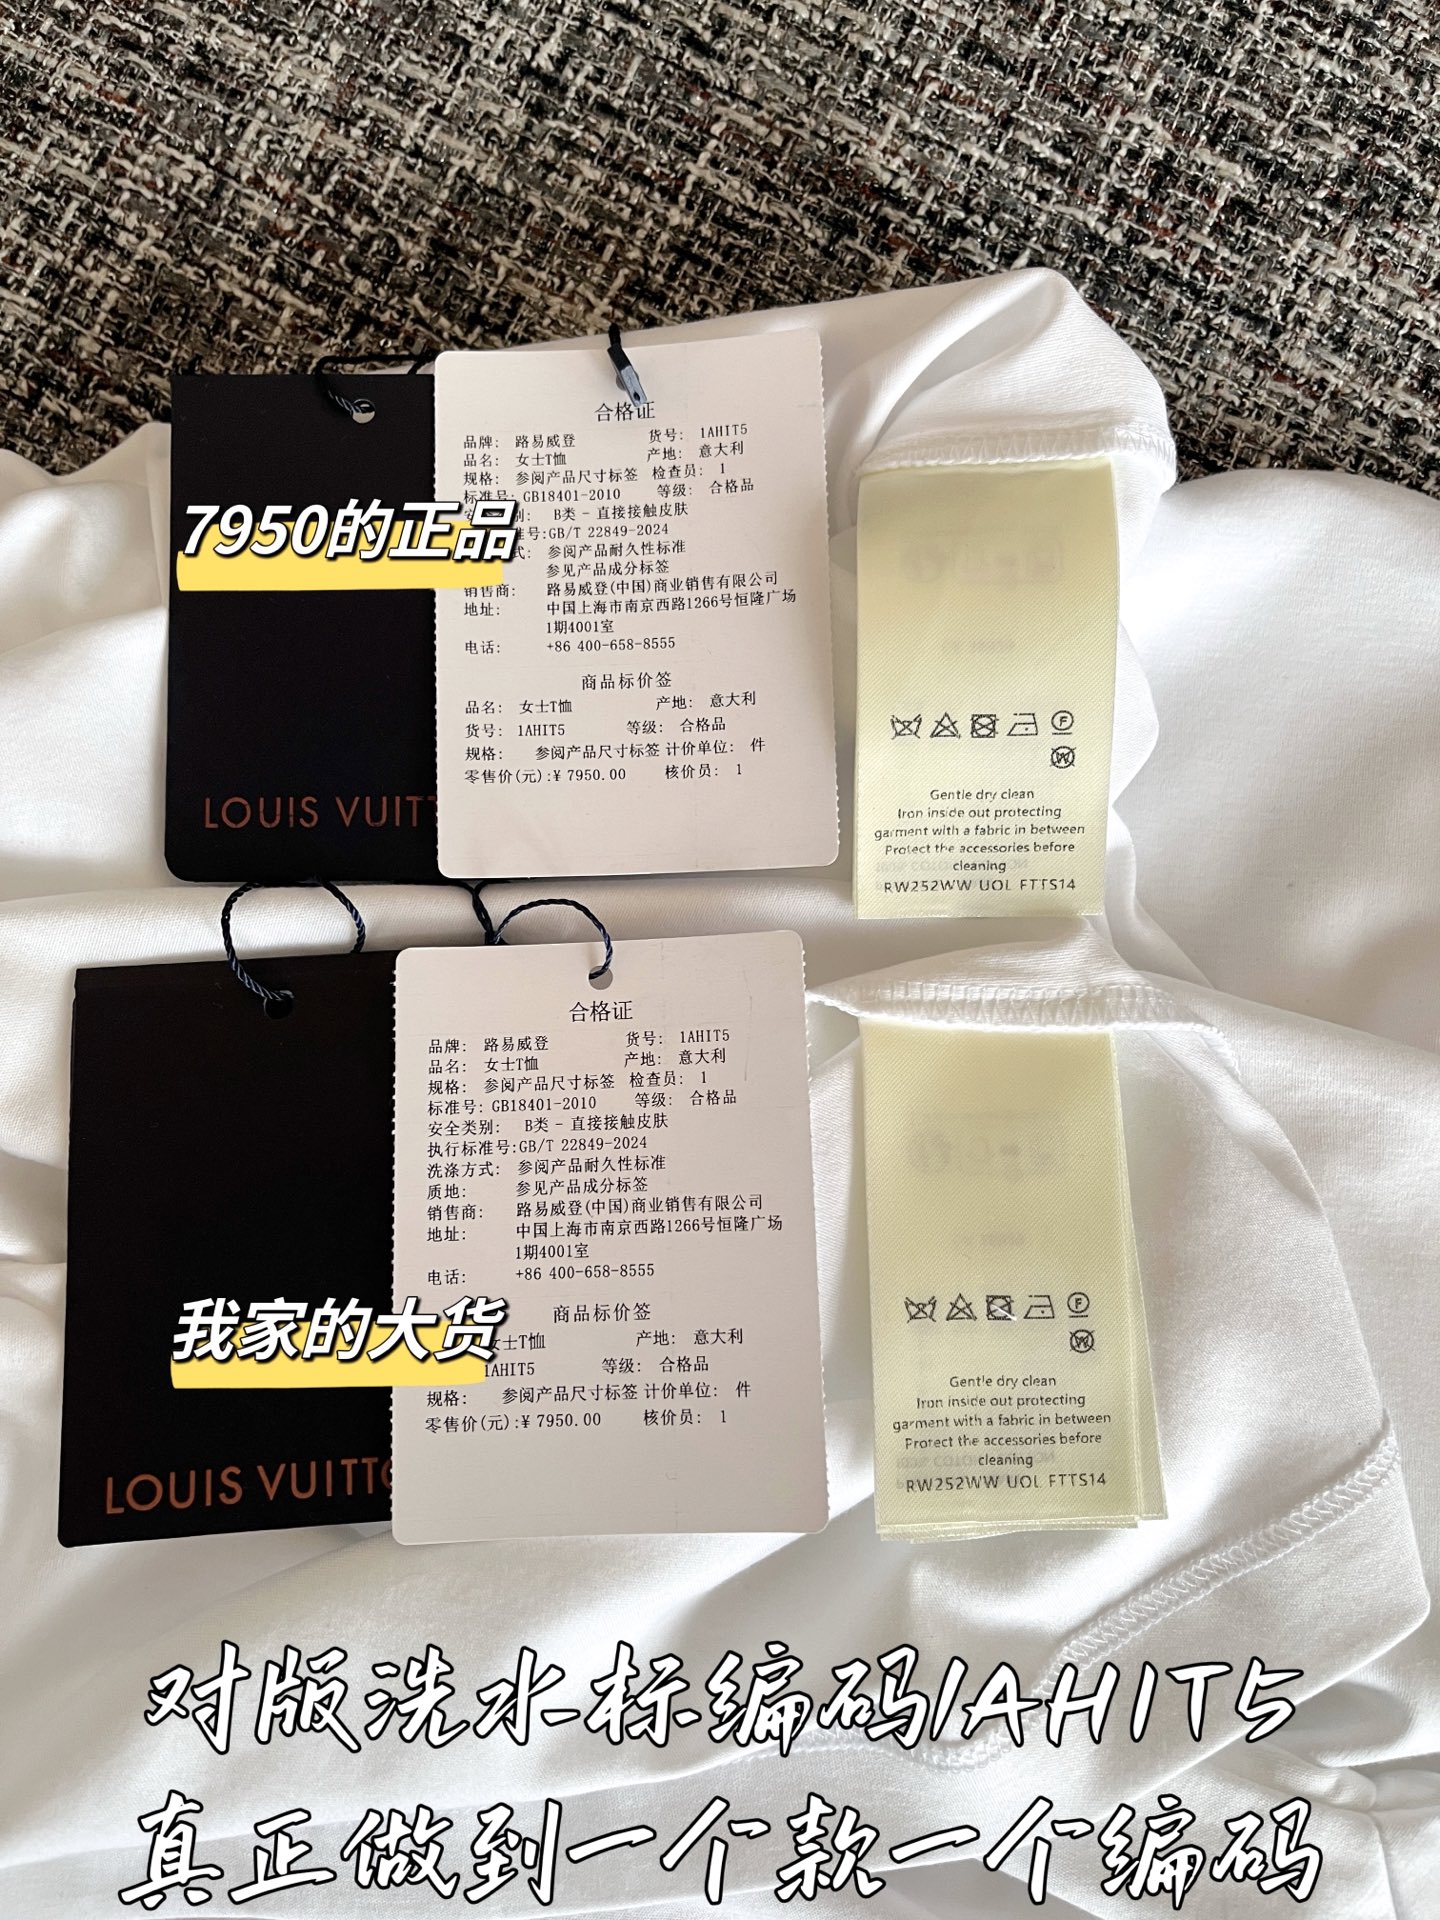 合格证
品牌: 路易威登 货号: 1AHIT5
品名: 女士T恤 产地: 意大利
规格: 参阅产品尺寸标签 检查员: 1
标准号: GB18401-2010 等级: 合格品
别: B类 - 直接接触皮肤
号:GB/T 22849-2024
式: 参阅产品耐久性标准
参见产品成分标签
销售商: 路易威登(中国)商业销售有限公司
地址: 中国上海市南京西路1266号恒隆广场
1期4001室
电话: +86 400-658-8555
商品标价签
品名: 女士T恤 产地: 意大利
货号: 1AHIT5 等级: 合格品
规格: 参阅产品尺寸标签 计价单位: 件
零售价(元):¥ 7950.00 核价员: 1
7950的正品
LOUIS VUITT
Gentle dry clean
Iron inside out protecting
garment with a fabric in between
Protect the accessories before
cleaning
RW252WW UOL FTTS14
合格证
品牌: 路易威登 货号: 1AHIT5
品名: 女士T恤 产地: 意大利
规格: 参阅产品尺寸标签 检查员: 1
标准号: GB18401-2010 等级: 合格品
安全类别: B类 - 直接接触皮肤
执行标准号:GB/T 22849-2024
洗涤方式: 参阅产品耐久性标准
质地: 参见产品成分标签
销售商: 路易威登(中国)商业销售有限公司
地址: 中国上海市南京西路1266号恒隆广场
1期4001室
电话: +86 400-658-8555
商品标价签
女士T恤 产地: 意大利
1AHIT5 等级: 合格品
规格: 参阅产品尺寸标签 计价单位: 件
零售价(元):¥ 7950.00 核价员: 1
我家的大货
LOUIS VUITTO
Gentle dry clean
Iron inside out protecting
garment with a fabric in between
Protect the accessories before
cleaning
RW252WW UOL FTTS14
对版洗水标编码1AH1T5
真正做到一个款一个编码